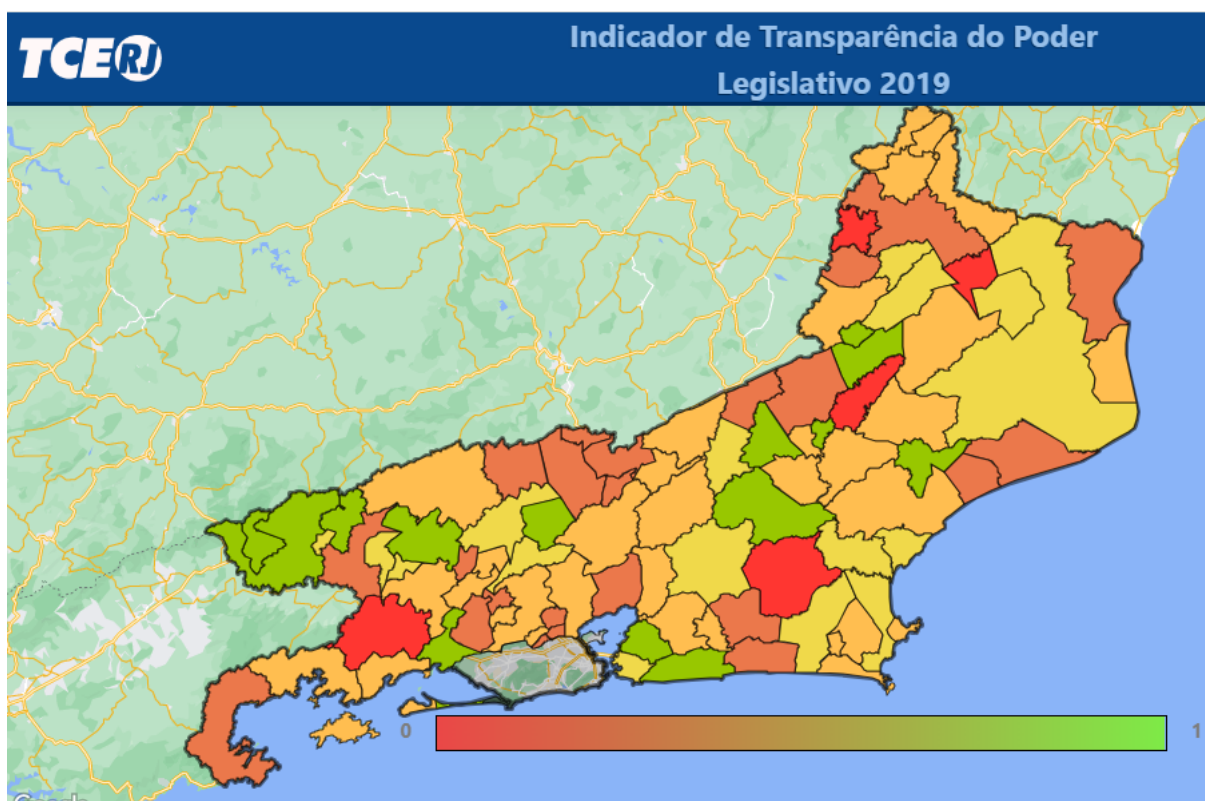 TCERJ
Indicador de Transparência do Poder
Legislativo 2019
0
1